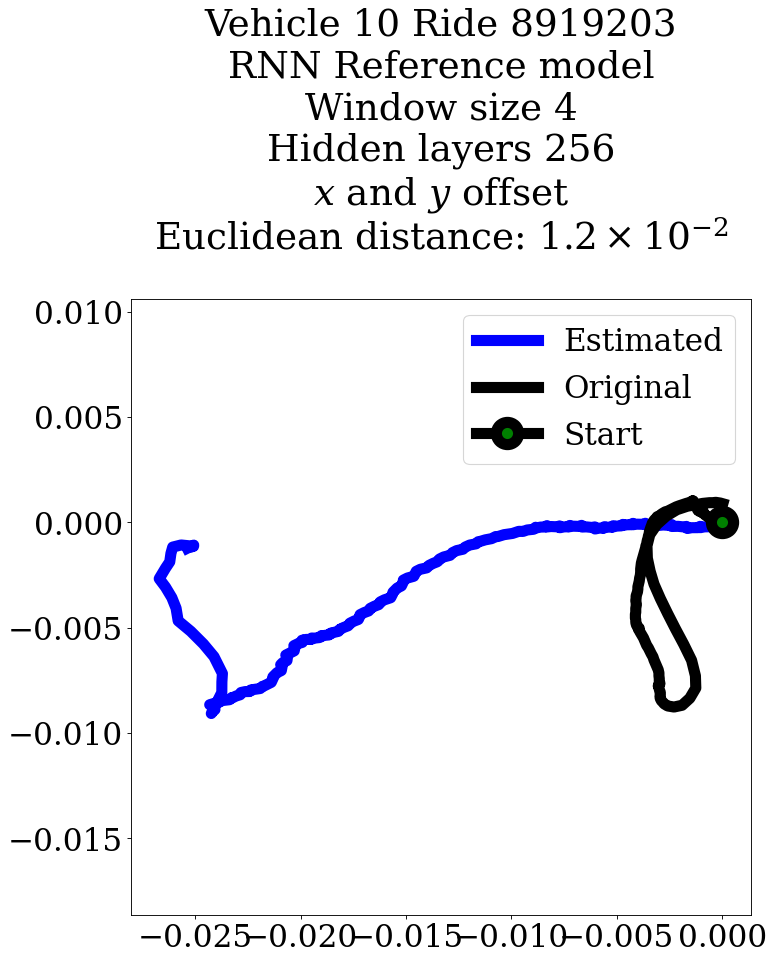 Vehicle 10 Ride 8919203
RNN Reference model
Window size 4
Hidden layers 256
x and y offset
Euclidean distance: 1.2 × 10⁻²
Estimated
Original
Start
0.010
0.005
0.000
−0.005
−0.010
−0.015
−0.025 −0.020 −0.015 −0.010 −0.005 0.000